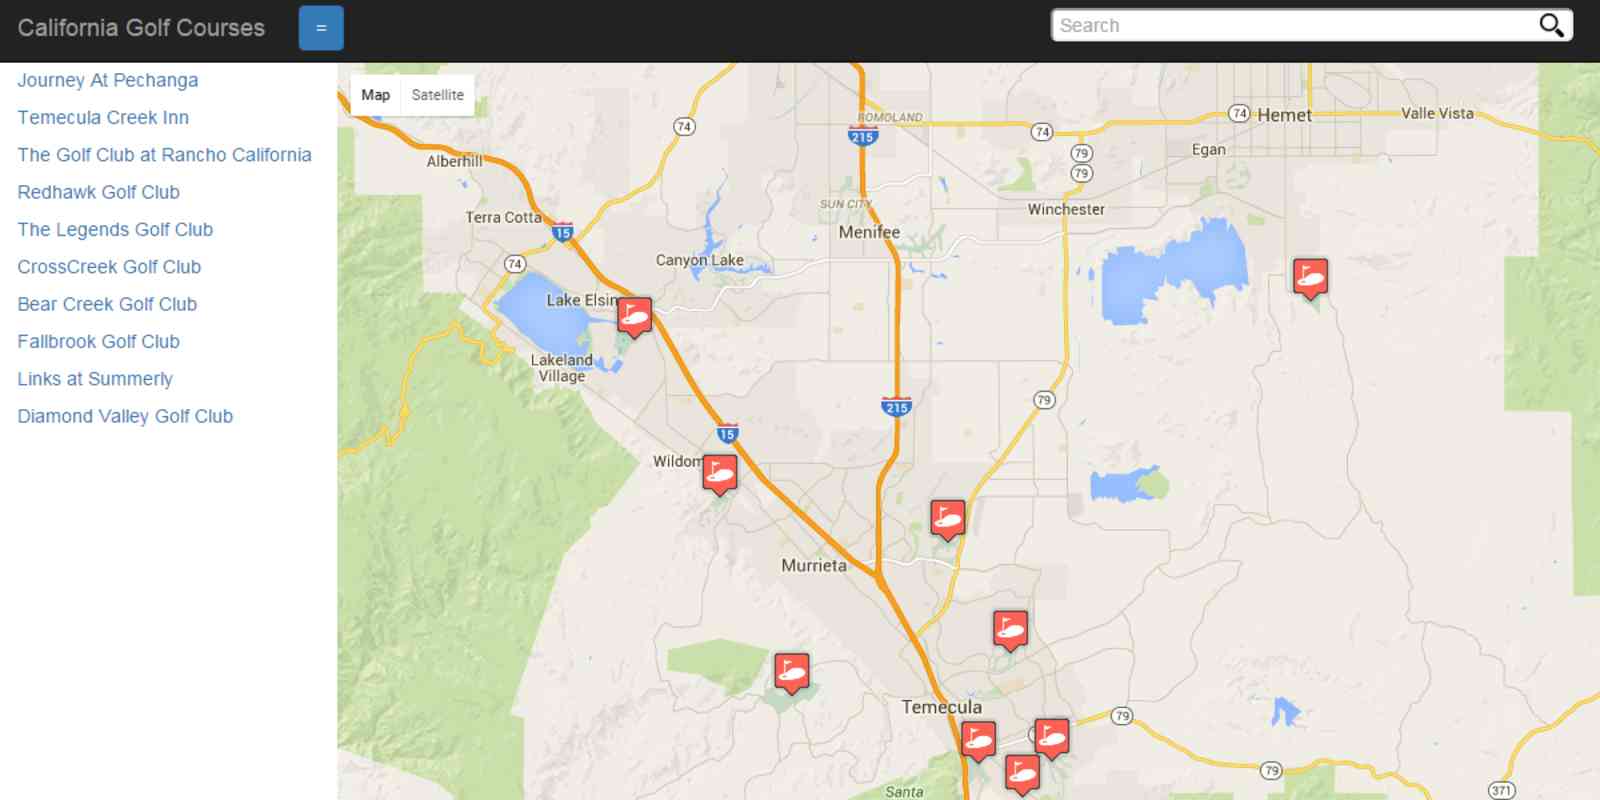 California Golf Courses
=
Search
Journey At Pechanga
Temecula Creek Inn
The Golf Club at Rancho California
Redhawk Golf Club
The Legends Golf Club
CrossCreek Golf Club
Bear Creek Golf Club
Fallbrook Golf Club
Links at Summerly
Diamond Valley Golf Club
Map
Satellite
74
ROMOLAND
215
74
74
Hemet
Valle Vista
79
79
Egan
Alberhill
Terra Cotta
15
SUN CITY
Menifee
Winchester
Canyon Lake
74
Lake Elsin
Lakeland
Village
215
79
15
Wildom
Murrieta
Temecula
79
79
Santa
371